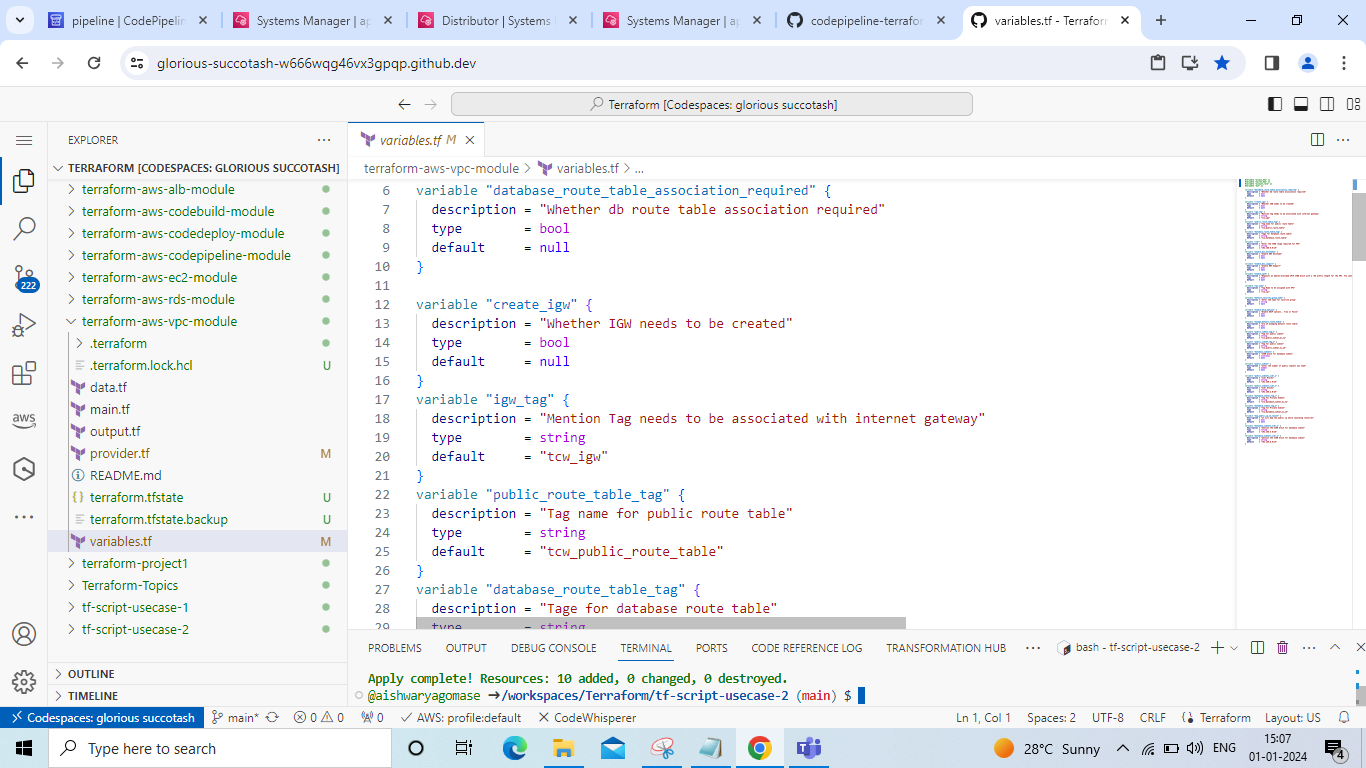 pipeline | CodePipelin
Systems Manager | ap
Distributor | Systems
Systems Manager | ap
codepipeline-terrafor
variables.tf - Terraform
glorious-succotash-w666wqg46vx3gpqp.github.dev
Terraform [Codespaces: glorious succotash]
EXPLORER
TERRAFORM [CODESPACES: GLORIOUS SUCCOTASH]
terraform-aws-alb-module
terraform-aws-codebuild-module
terraform-aws-codedeploy-module
terraform-aws-codepipeline-module
terraform-aws-ec2-module
terraform-aws-rds-module
terraform-aws-vpc-module
.terraform
.terraform.lock.hcl U
data.tf
main.tf
output.tf
provider.tf M
README.md
terraform.tfstate U
terraform.tfstate.backup U
variables.tf M
terraform-project1
Terraform-Topics
tf-script-usecase-1
tf-script-usecase-2
OUTLINE
TIMELINE
222
aws
variables.tf M
terraform-aws-vpc-module > variables.tf > ...
6 variable "database_route_table_association_required" {
7 description = "Whether db route table association required"
8 type = bool
9 default = null
10 }
11
12 variable "create_igw" {
13 description = "Whether IGW needs to be created"
14 type = bool
15 default = null
16 }
17 variable "igw_tag" {
18 description = "Mention Tag needs to be associated with internet gateway"
19 type = string
20 default = "tcw_igw"
21 }
22 variable "public_route_table_tag" {
23 description = "Tag name for public route table"
24 type = string
25 default = "tcw_public_route_table"
26 }
27 variable "database_route_table_tag" {
28 description = "Tage for database route table"
29 type = string
PROBLEMS OUTPUT DEBUG CONSOLE TERMINAL PORTS CODE REFERENCE LOG TRANSFORMATION HUB
bash - tf-script-usecase-2
Apply complete! Resources: 10 added, 0 changed, 0 destroyed.
@aishwaryagomase ➜/workspaces/Terraform/tf-script-usecase-2 (main) $
Codespaces: glorious succotash main* 0 0 0 AWS: profile:default CodeWhisperer Ln 1, Col 1 Spaces: 2 UTF-8 CRLF Terraform Layout: US
Type here to search
28°C Sunny
ENG
15:07
01-01-2024
4